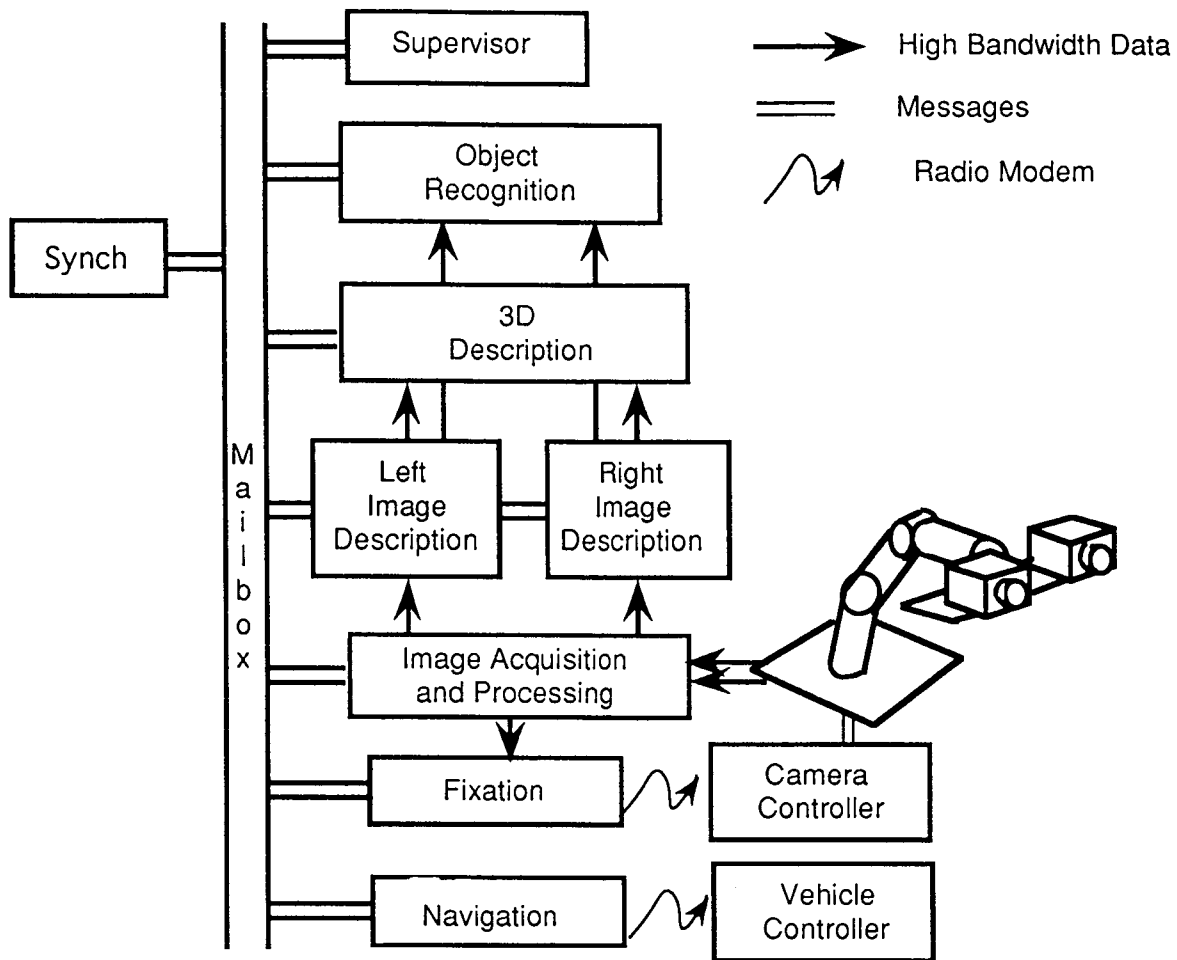 Supervisor
High Bandwidth Data
Messages
Radio Modem
Object
Recognition
Synch
3D
Description
Mailbox
Left
Image
Description
Right
Image
Description
Image Acquisition
and Processing
Fixation
Camera
Controller
Navigation
Vehicle
Controller